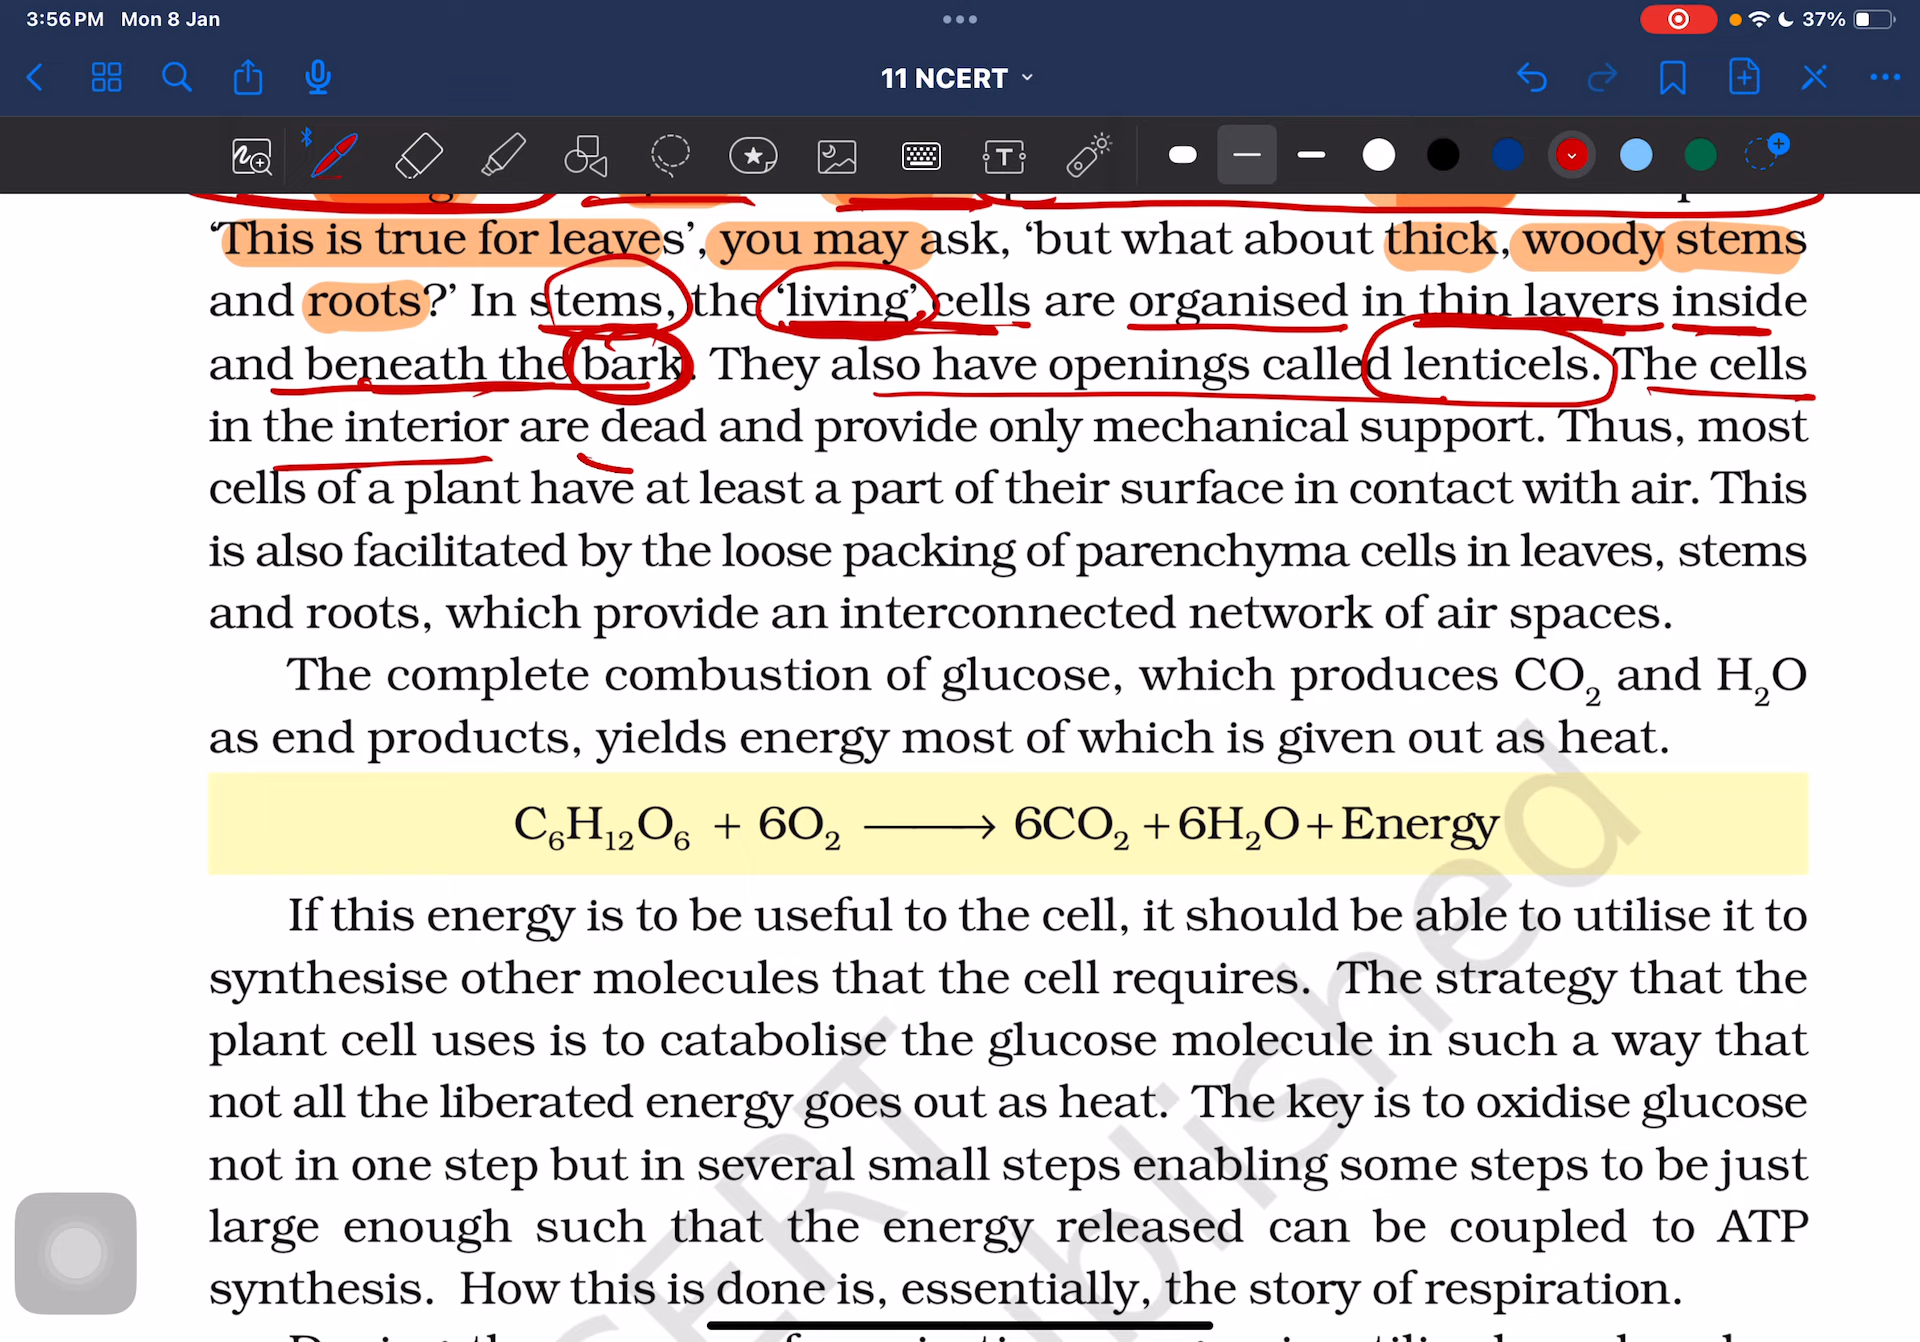 3:56 PM Mon 8 Jan
37%
11 NCERT
T
‘This is true for leaves’, you may ask, ‘but what about thick, woody stems
and roots?’ In stems, the ‘living’ cells are organised in thin layers inside
and beneath the bark. They also have openings called lenticels. The cells
in the interior are dead and provide only mechanical support. Thus, most
cells of a plant have at least a part of their surface in contact with air. This
is also facilitated by the loose packing of parenchyma cells in leaves, stems
and roots, which provide an interconnected network of air spaces.
The complete combustion of glucose, which produces CO₂ and H₂O
as end products, yields energy most of which is given out as heat.
C₆H₁₂O₆ + 6O₂ ⟶ 6CO₂ + 6H₂O + Energy
If this energy is to be useful to the cell, it should be able to utilise it to
synthesise other molecules that the cell requires. The strategy that the
plant cell uses is to catabolise the glucose molecule in such a way that
not all the liberated energy goes out as heat. The key is to oxidise glucose
not in one step but in several small steps enabling some steps to be just
large enough such that the energy released can be coupled to ATP
synthesis. How this is done is, essentially, the story of respiration.